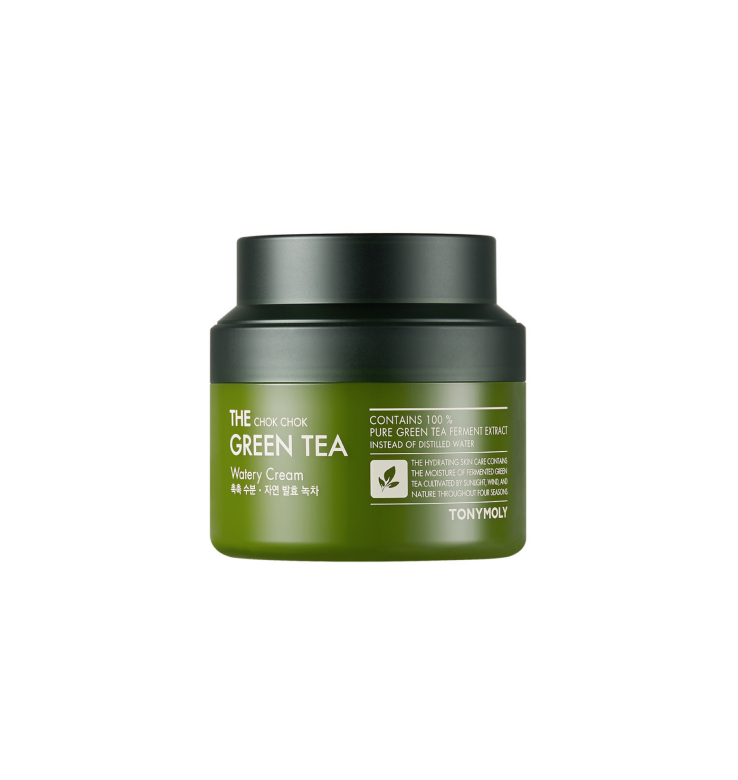 THE CHOK CHOK
GREEN TEA
Watery Cream
촉촉 수분 · 자연 발효 녹차
CONTAINS 100 %
PURE GREEN TEA FERMENT EXTRACT
INSTEAD OF DISTILLED WATER
THE HYDRATING SKIN CARE CONTAINS
THE MOISTURE OF FERMENTED GREEN
TEA CULTIVATED BY SUNLIGHT, WIND, AND
NATURE THROUGHOUT FOUR SEASONS
TONYMOLY